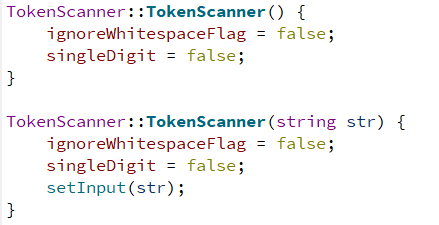 TokenScanner::TokenScanner() {
    ignoreWhitespaceFlag = false;
    singleDigit = false;
}

TokenScanner::TokenScanner(string str) {
    ignoreWhitespaceFlag = false;
    singleDigit = false;
    setInput(str);
}